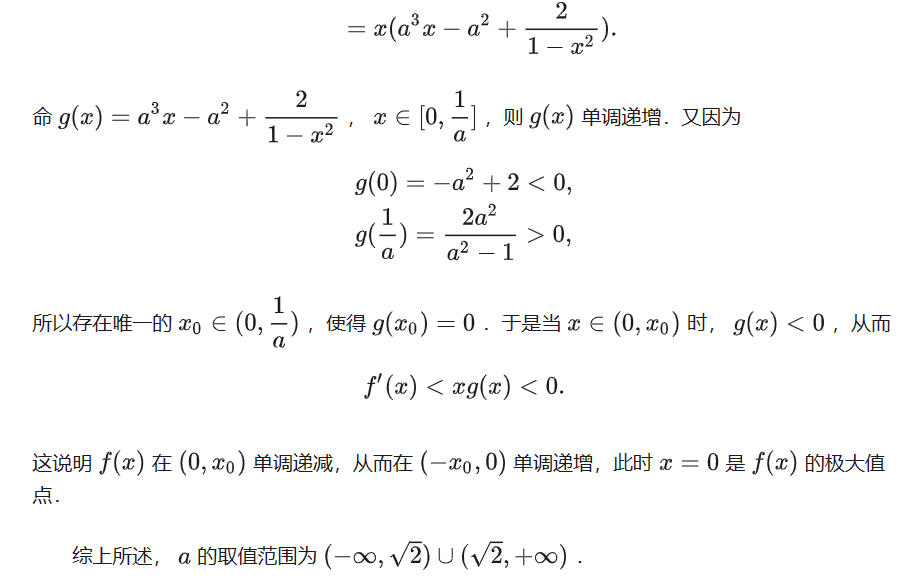 = x(a³x − a² + 2/(1 − x²)).
命 g(x) = a³x − a² + 2/(1 − x²) ， x ∈ [0, 1/a] ，则 g(x) 单调递增．又因为
g(0) = −a² + 2 < 0,
g(1/a) = 2a²/(a² − 1) > 0,
所以存在唯一的 x₀ ∈ (0, 1/a) ，使得 g(x₀) = 0 ．于是当 x ∈ (0, x₀) 时， g(x) < 0 ，从而
f′(x) < xg(x) < 0.
这说明 f(x) 在 (0, x₀) 单调递减，从而在 (−x₀, 0) 单调递增，此时 x = 0 是 f(x) 的极大值
点．
综上所述， a 的取值范围为 (−∞, √2) ∪ (√2, +∞) ．